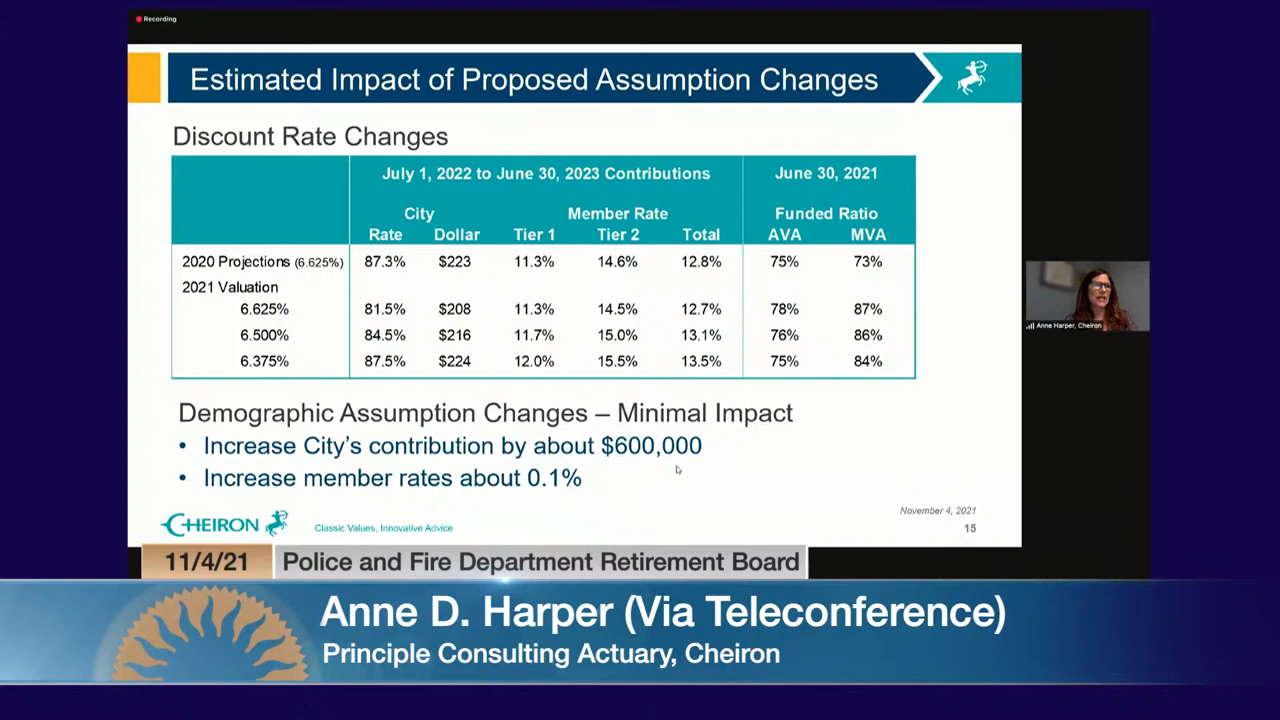 Recording
Estimated Impact of Proposed Assumption Changes
Discount Rate Changes
July 1, 2022 to June 30, 2023 Contributions June 30, 2021
City Member Rate Funded Ratio
Rate Dollar Tier 1 Tier 2 Total AVA MVA
2020 Projections (6.625%) 87.3% $223 11.3% 14.6% 12.8% 75% 73%
2021 Valuation
6.625% 81.5% $208 11.3% 14.5% 12.7% 78% 87%
6.500% 84.5% $216 11.7% 15.0% 13.1% 76% 86%
6.375% 87.5% $224 12.0% 15.5% 13.5% 75% 84%
Anne Harper, Cheiron
Demographic Assumption Changes – Minimal Impact
• Increase City's contribution by about $600,000
• Increase member rates about 0.1%
November 4, 2021
CHEIRON Classic Values, Innovative Advice 15
11/4/21 Police and Fire Department Retirement Board
Anne D. Harper (Via Teleconference)
Principle Consulting Actuary, Cheiron